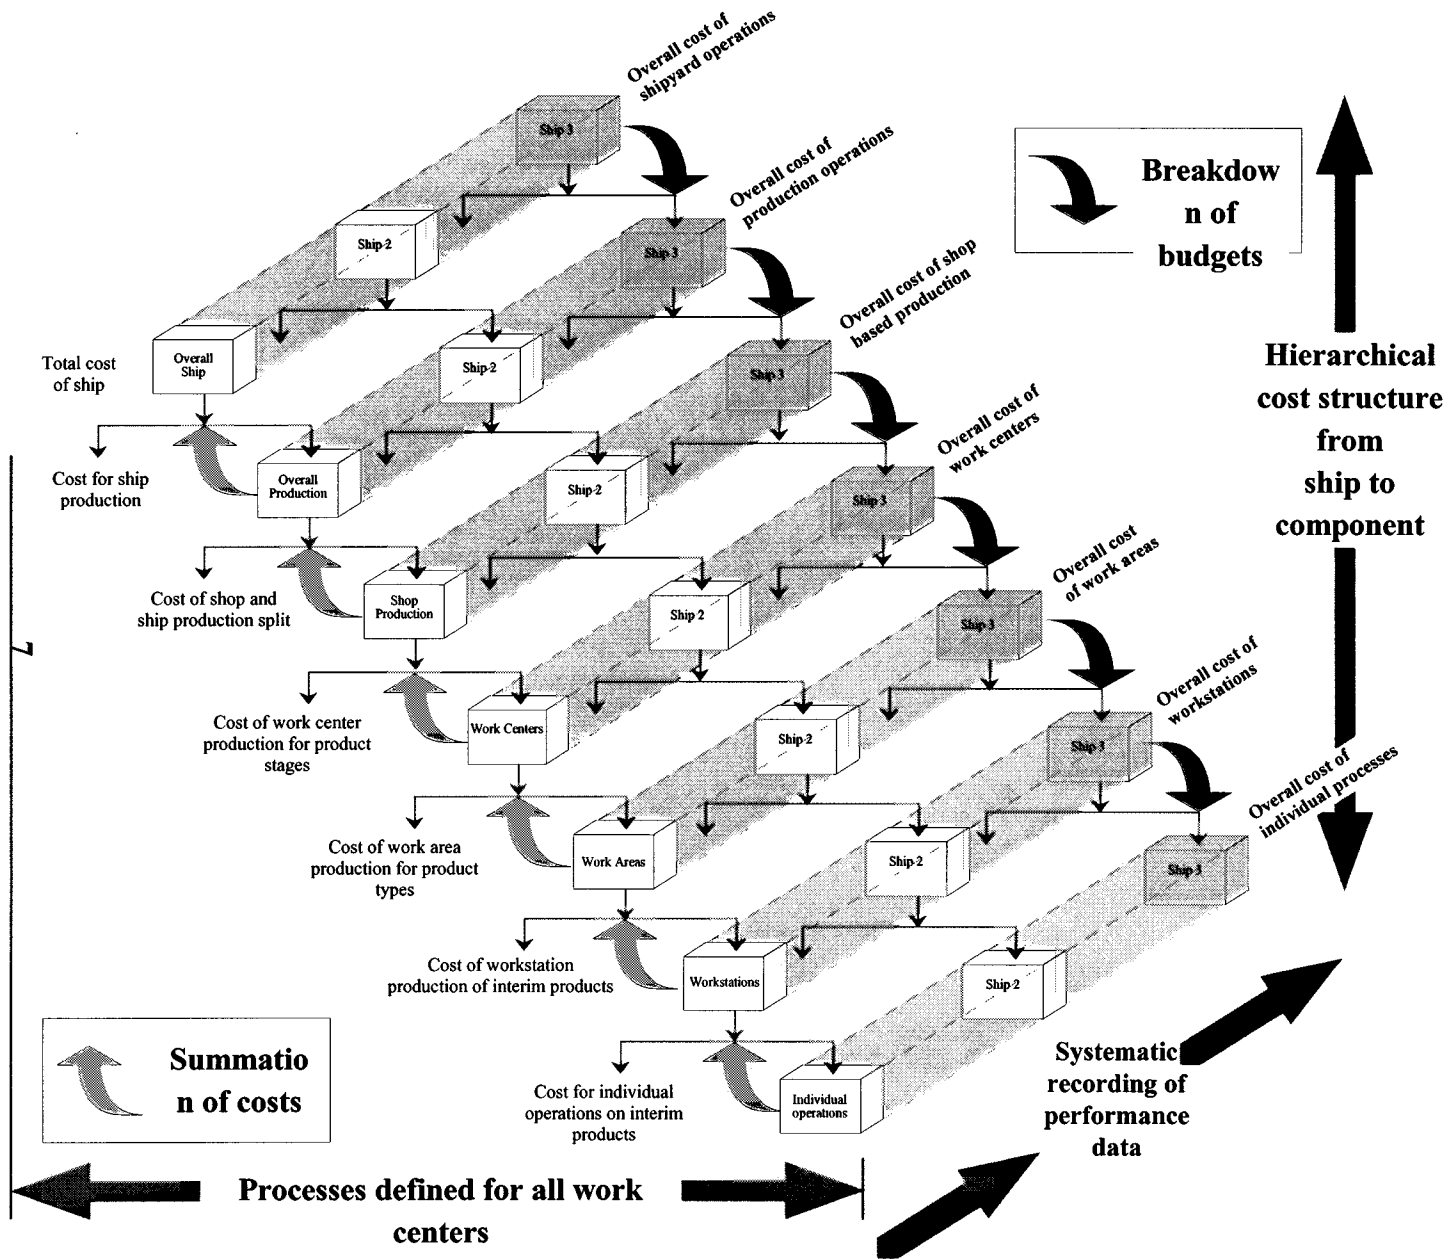 Overall cost of
shipyard operations
Ship 3
Overall cost of
production operations
Breakdow
n of
budgets
Ship 2
Ship 3
Overall cost of shop
based production
Total cost
of ship
Overall
Ship
Ship 2
Ship 3
Hierarchical
cost structure
from
ship to
component
Overall cost of
work centers
Cost for ship
production
Overall
Production
Ship 2
Ship 3
Overall cost
of work areas
Cost of shop and
ship production split
Shop
Production
Ship 2
Ship 3
Overall cost of
workstations
Cost of work center
production for product
stages
Work Centers
Ship 2
Ship 3
Overall cost of
individual processes
Cost of work area
production for product
types
Work Areas
Ship 2
Ship 3
Cost of workstation
production of interim products
Workstations
Ship 2
Summatio
n of costs
Cost for individual
operations on interim
products
Individual
operations
Systematic
recording of
performance
data
Processes defined for all work
centers
7